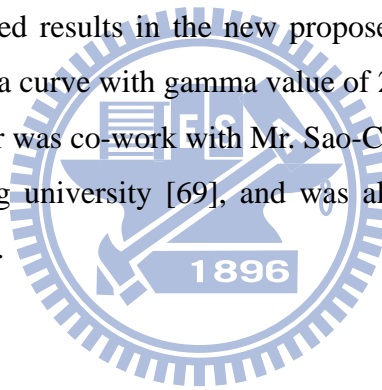 ed results in the new propose
a curve with gamma value of 2
r was co-work with Mr. Sao-C
g university [69], and was al
.
E S
1896